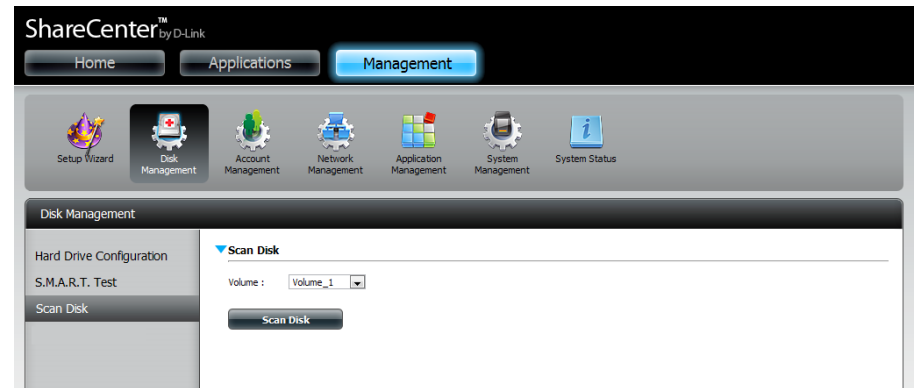 ShareCenter™ by D-Link
Home Applications Management
Setup Wizard Disk Management Account Management Network Management Application Management System Management System Status
Disk Management
Hard Drive Configuration
S.M.A.R.T. Test
Scan Disk
Scan Disk
Volume : Volume_1
Scan Disk